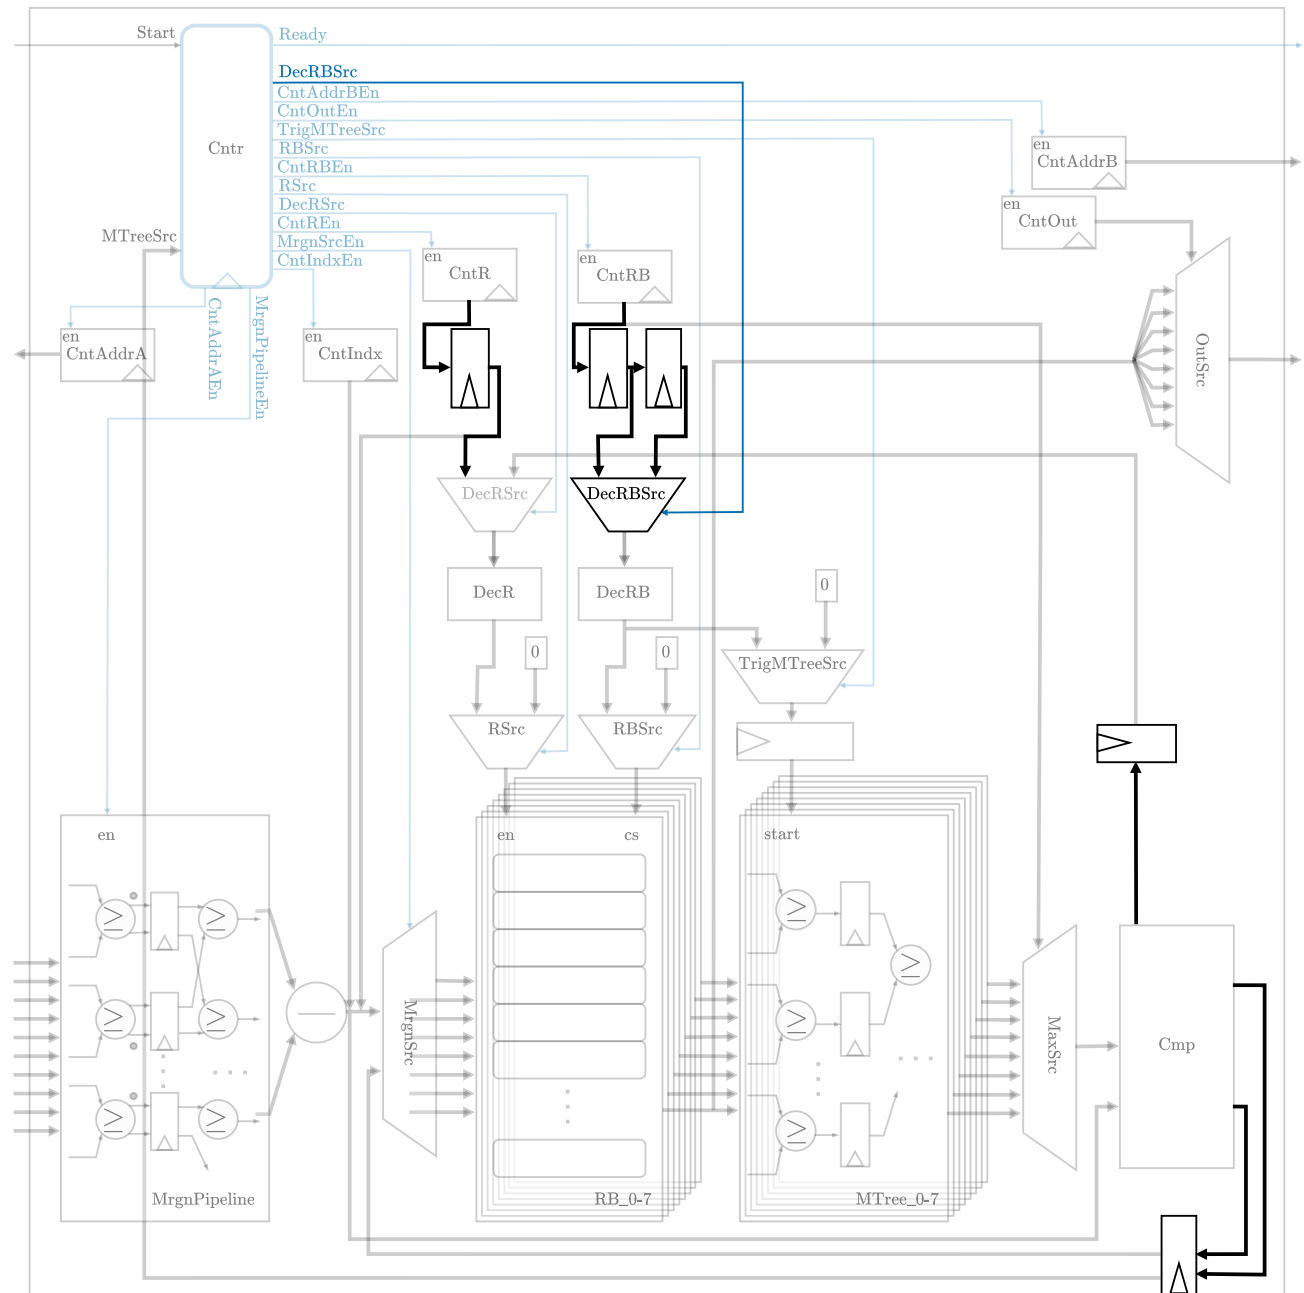 Start
Ready
DecRBSrc
CntAddrBEn
CntOutEn
TrigMTreeSrc
RBSrc
CntRBEn
RSrc
DecRSrc
CntREn
MrgnSrcEn
CntIndxEn
Cntr
MTreeSrc
en
CntAddrB
en
CntOut
en
CntR
en
CntRB
CntAddrAEn
MrgnPipelineEn
en
CntAddrA
en
CntIndx
OutSrc
DecRSrc
DecRBSrc
DecR
DecRB
0
0
0
TrigMTreeSrc
RSrc
RBSrc
en
en
cs
start
≥
≥
≥
≥
≥
≥
≥
≥
≥
≥
MrgnSrc
MaxSrc
Cmp
MrgnPipeline
RB_0-7
MTree_0-7